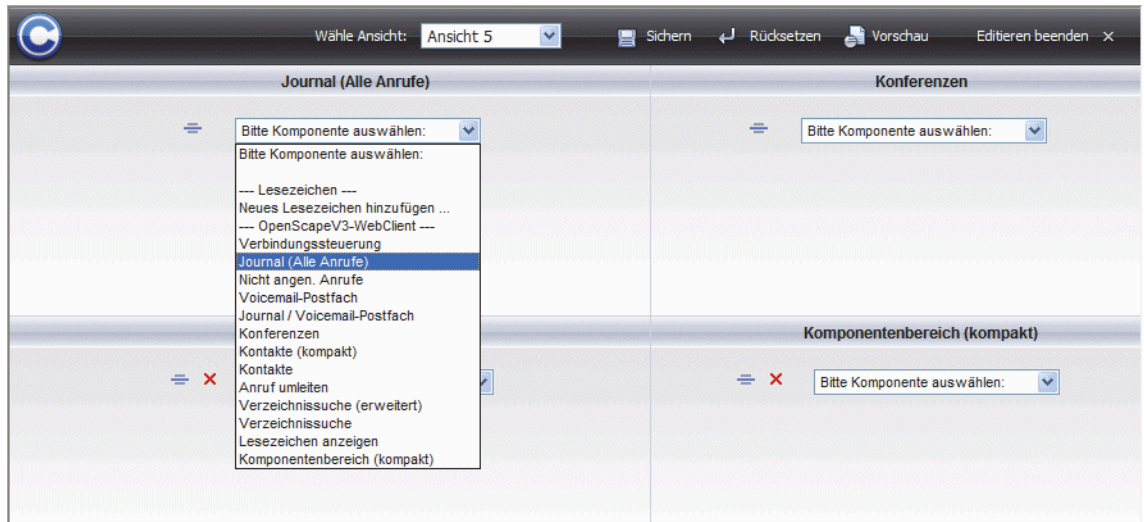 C
Wähle Ansicht: Ansicht 5 Sichern Rücksetzen Vorschau Editieren beenden ×
Journal (Alle Anrufe) Konferenzen
Bitte Komponente auswählen: Bitte Komponente auswählen:
Bitte Komponente auswählen:
--- Lesezeichen ---
Neues Lesezeichen hinzufügen ...
--- OpenScapeV3-WebClient ---
Verbindungssteuerung
Journal (Alle Anrufe)
Nicht angen. Anrufe
Voicemail-Postfach
Journal / Voicemail-Postfach
Konferenzen
Kontakte (kompakt)
Kontakte
Anruf umleiten
Verzeichnissuche (erweitert)
Verzeichnissuche
Lesezeichen anzeigen
Komponentenbereich (kompakt)
Komponentenbereich (kompakt)
Bitte Komponente auswählen: